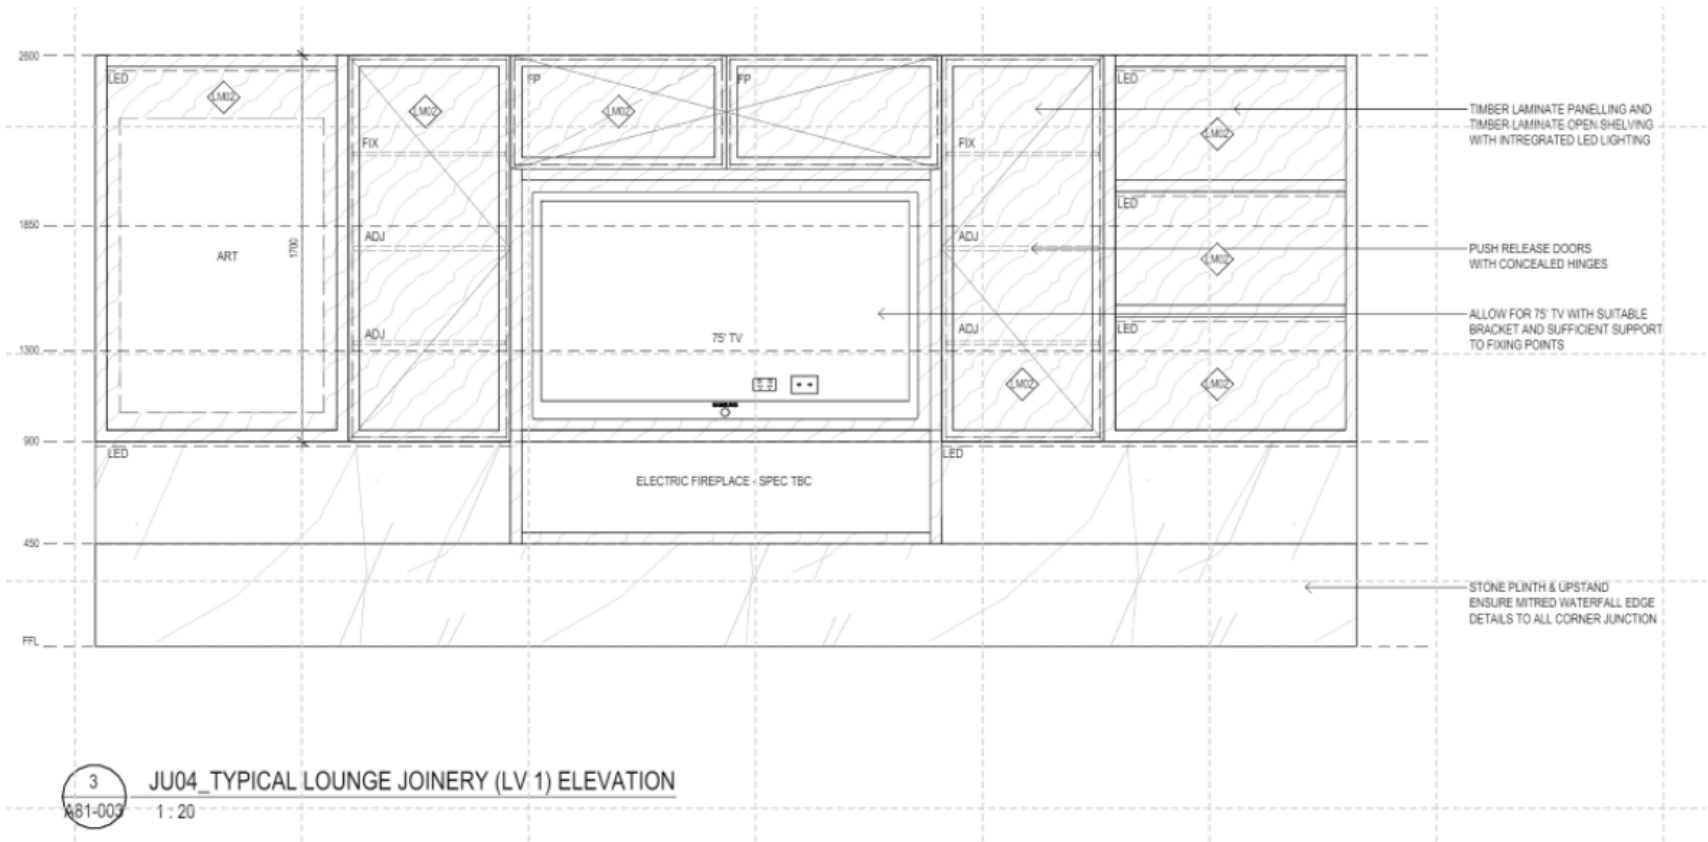 2600
LED
LM02
LM02
FP
LM02
FP
LED
TIMBER LAMINATE PANELLING AND
TIMBER LAMINATE OPEN SHELVING
WITH INTREGRATED LED LIGHTING
LM02
FIX
FIX
1850
LED
ART
1700
ADJ
ADJ
LM02
PUSH RELEASE DOORS
WITH CONCEALED HINGES
ALLOW FOR 75' TV WITH SUITABLE
BRACKET AND SUFFICIENT SUPPORT
TO FIXING POINTS
1300
ADJ
75' TV
ADJ
LED
LM02
LM02
SAMSUNG
900
LED
LED
ELECTRIC FIREPLACE - SPEC TBC
450
STONE PLINTH & UPSTAND
ENSURE MITRED WATERFALL EDGE
DETAILS TO ALL CORNER JUNCTION
FFL
3
A81-003
JU04_TYPICAL LOUNGE JOINERY (LV 1) ELEVATION
1 : 20